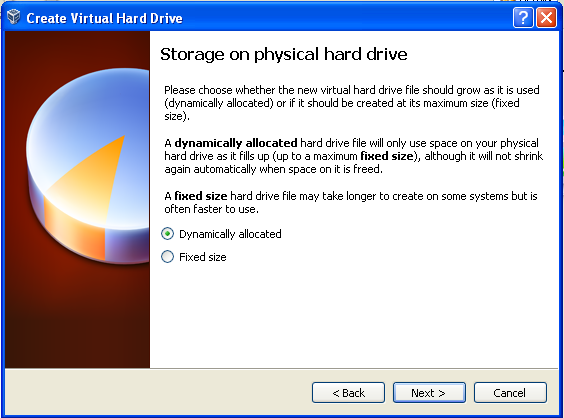 Create Virtual Hard Drive
Storage on physical hard drive
Please choose whether the new virtual hard drive file should grow as it is used
(dynamically allocated) or if it should be created at its maximum size (fixed
size).
A dynamically allocated hard drive file will only use space on your physical
hard drive as it fills up (up to a maximum fixed size), although it will not shrink
again automatically when space on it is freed.
A fixed size hard drive file may take longer to create on some systems but is
often faster to use.
Dynamically allocated
Fixed size
< Back
Next >
Cancel